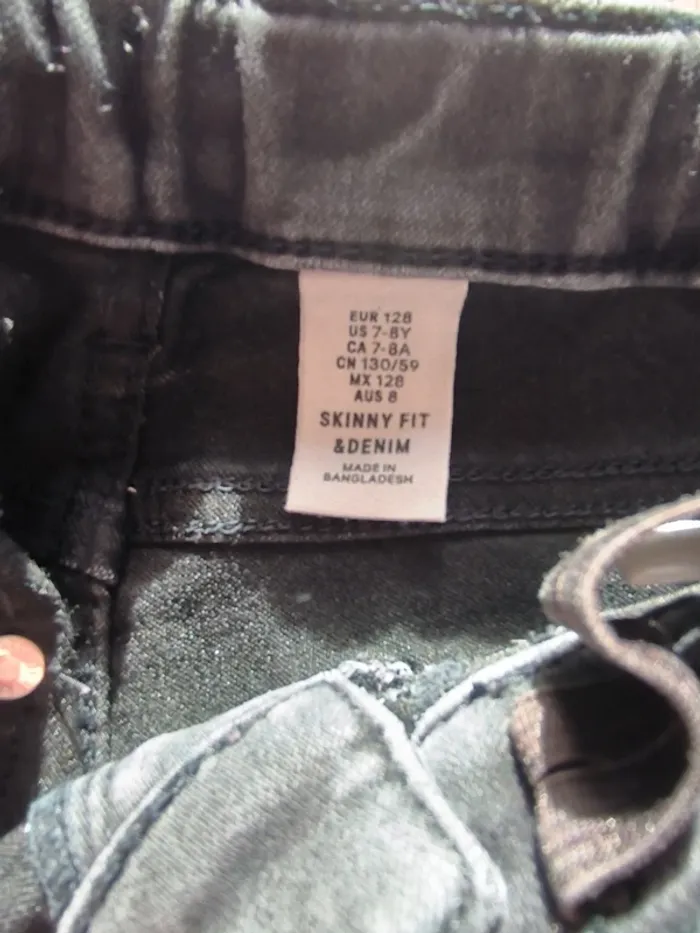 EUR 128
US 7-8Y
CA 7-8A
CN 130/59
MX 128
AUS 8
SKINNY FIT
&DENIM
MADE IN
BANGLADESH